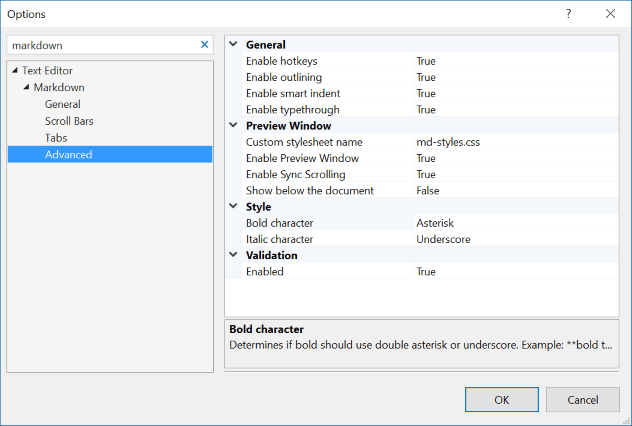 Options
markdown
Text Editor
Markdown
General
Scroll Bars
Tabs
Advanced
General
Enable hotkeys True
Enable outlining True
Enable smart indent True
Enable typethrough True
Preview Window
Custom stylesheet name md-styles.css
Enable Preview Window True
Enable Sync Scrolling True
Show below the document False
Style
Bold character Asterisk
Italic character Underscore
Validation
Enabled True
Bold character
Determines if bold should use double asterisk or underscore. Example: **bold t...
OK Cancel